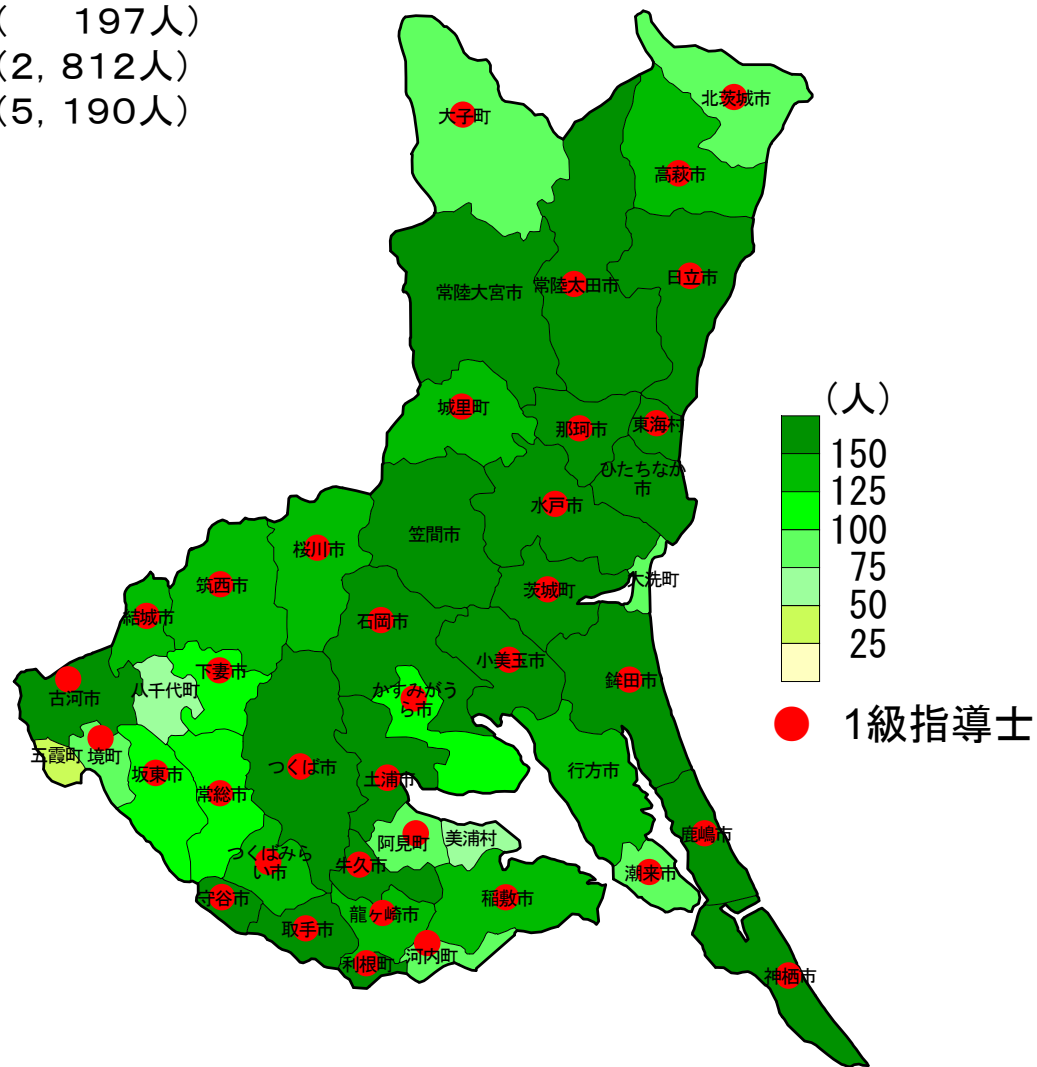 (　197人)
(2, 812人)
(5, 190人)
北茨城市
大子町
高萩市
日立市
常陸太田市
常陸大宮市
城里町
東海村
那珂市
ひたちなか
市
水戸市
笠間市
桜川市
大洗町
筑西市
茨城町
結城市
石岡市
小美玉市
下妻市
鉾田市
八千代町
かすみがう
ら市
古河市
五霞町
境町
つくば市
行方市
坂東市
土浦市
常総市
鹿嶋市
阿見町
美浦村
つくばみら
い市
牛久市
潮来市
守谷市
稲敷市
龍ヶ崎市
取手市
河内町
利根町
神栖市
(人)
150
125
100
75
50
25
1級指導士